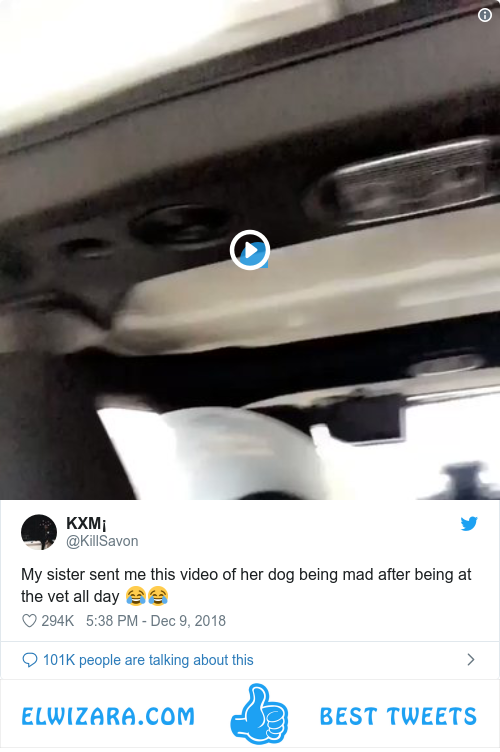 KXM¡
@KillSavon
My sister sent me this video of her dog being mad after being at
the vet all day 😂😂
294K 5:38 PM - Dec 9, 2018
101K people are talking about this
ELWIZARA.COM BEST TWEETS